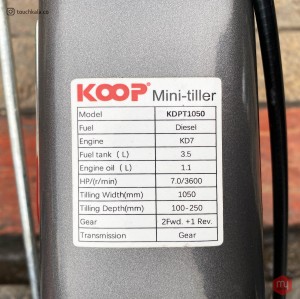 touchkala.co
KOOP® Mini-tiller
Model KDPT1050
Fuel Diesel
Engine KD7
Fuel tank ( L) 3.5
Engine oil ( L) 1.1
HP/(r/min) 7.0/3600
Tilling Width(mm) 1050
Tilling Depth(mm) 100-250
Gear 2Fwd. +1 Rev.
Transmission Gear